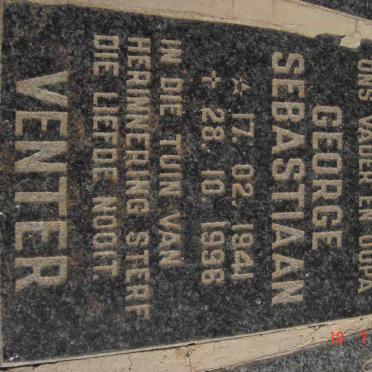 ONS VADER EN OUPA
GEORGE
SEBASTIAAN
☆ 17. 02. 1941
✝ 28. 10. 1996
IN DIE TUIN VAN
HERINNERING STERF
DIE LIEFDE NOOIT
VENTER